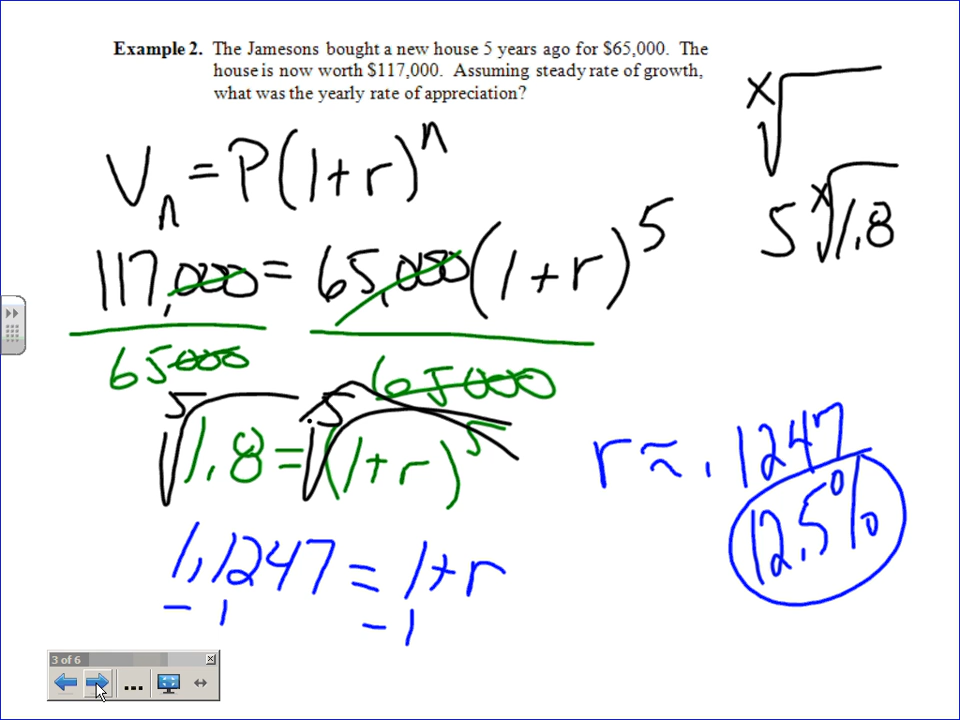 Example 2. The Jamesons bought a new house 5 years ago for $65,000. The
house is now worth $117,000. Assuming steady rate of growth,
what was the yearly rate of appreciation?
x√
Vₙ = P(1+r)ⁿ
5 ˣ√1.8
117,000 = 65,000(1+r)⁵
65000 65000
⁵√1.8 = ⁵√(1+r)⁵
r ≈ .1247
12.5%
1.1247 = 1+r
-1 -1
3 of 6